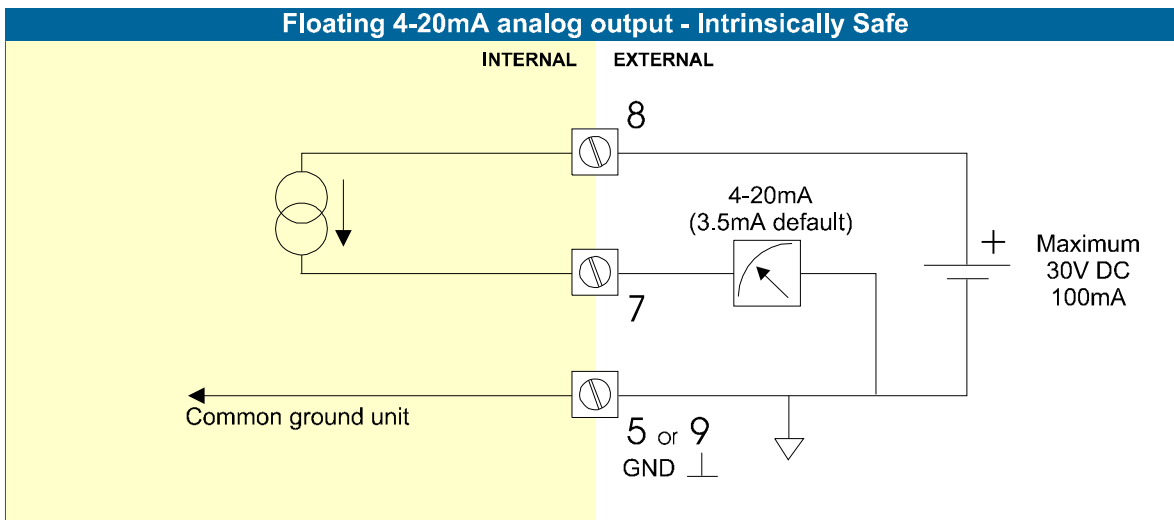 Floating 4-20mA analog output - Intrinsically Safe
INTERNAL EXTERNAL
8
4-20mA
(3.5mA default)
+
Maximum
30V DC
100mA
7
Common ground unit
5 or 9
GND